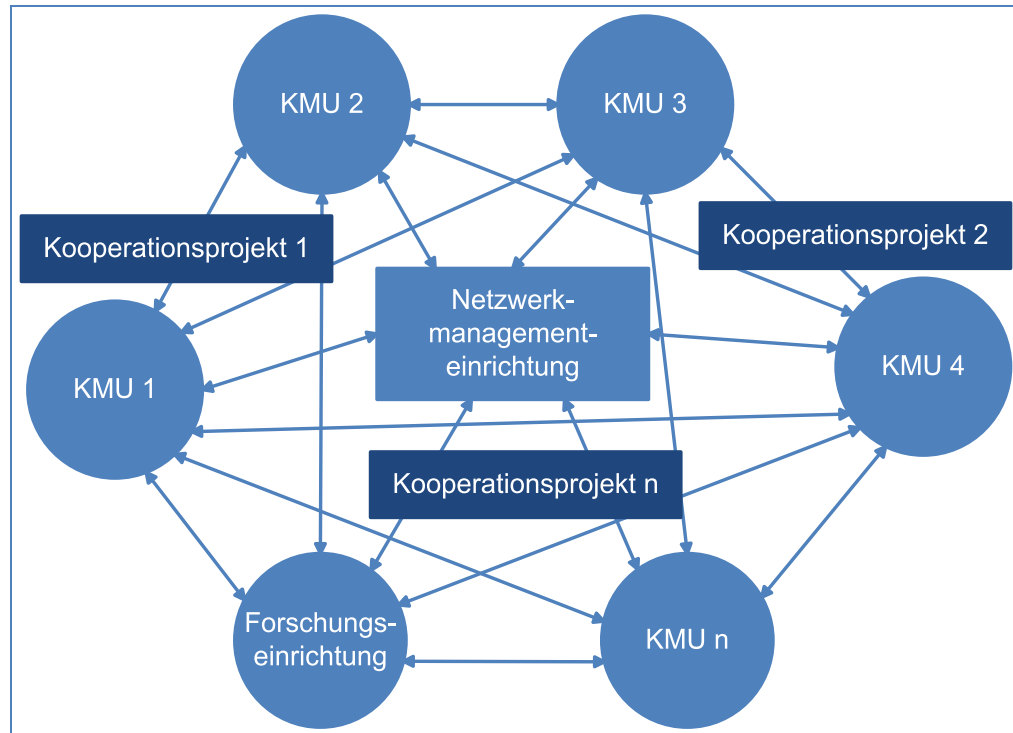 KMU 2
KMU 3
Kooperationsprojekt 1
Kooperationsprojekt 2
Netzwerk-
management-
einrichtung
KMU 1
KMU 4
Kooperationsprojekt n
Forschungs-
einrichtung
KMU n